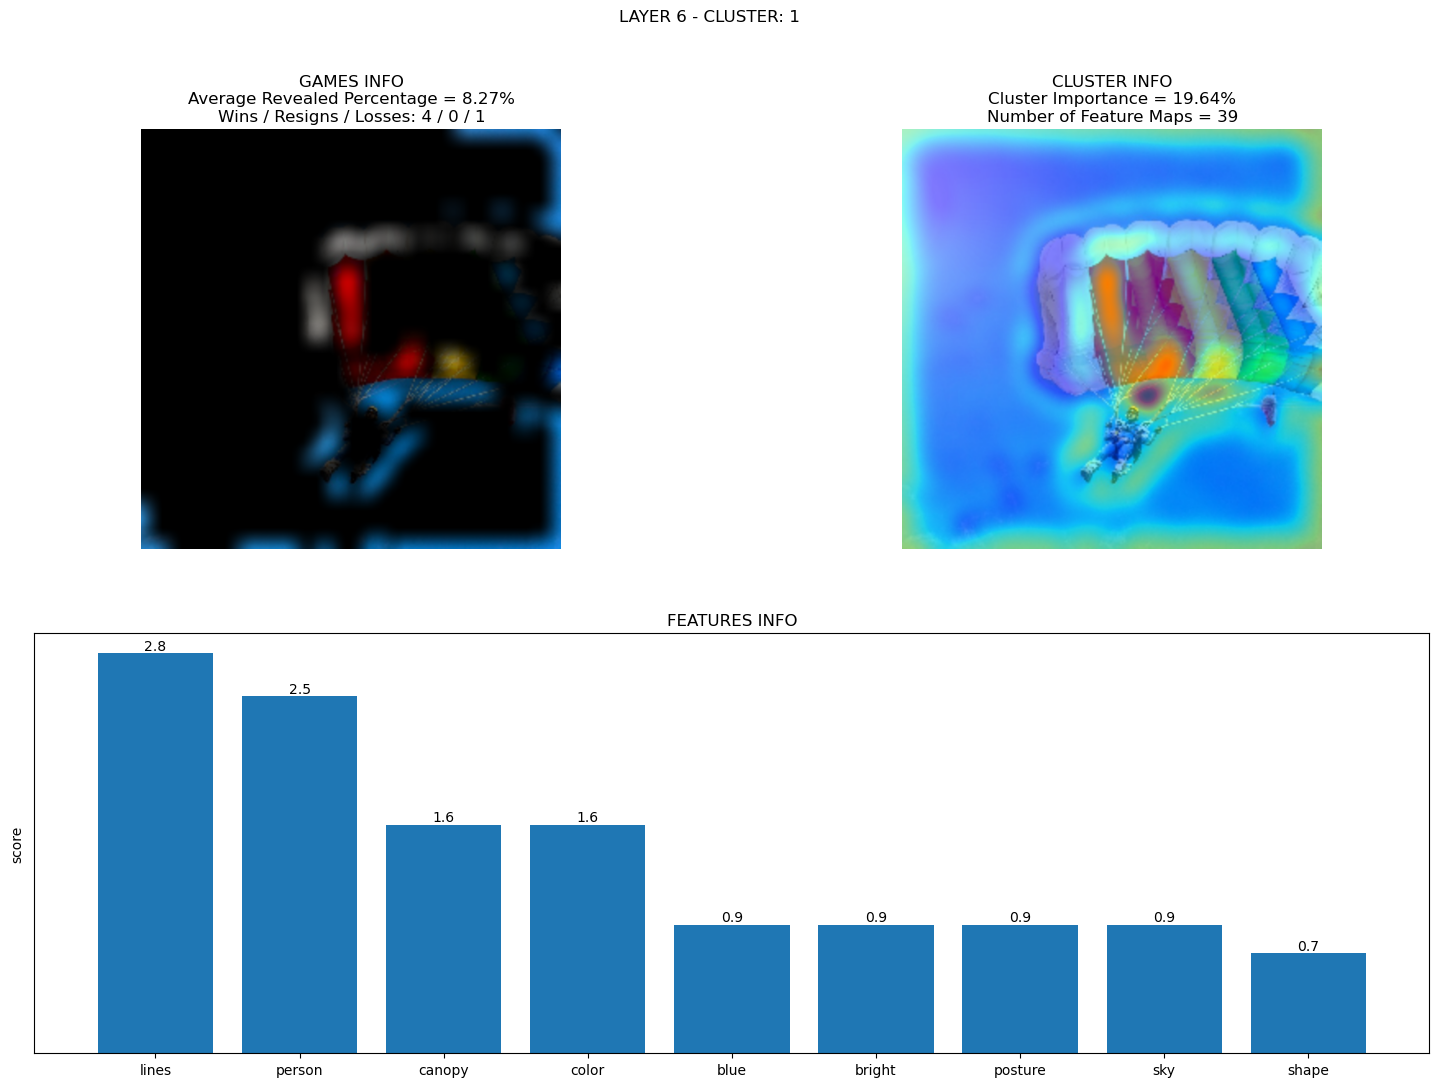 LAYER 6 - CLUSTER: 1
GAMES INFO
Average Revealed Percentage = 8.27%
Wins / Resigns / Losses: 4 / 0 / 1
CLUSTER INFO
Cluster Importance = 19.64%
Number of Feature Maps = 39
FEATURES INFO
score
2.8
2.5
1.6
1.6
0.9
0.9
0.9
0.9
0.7
lines
person
canopy
color
blue
bright
posture
sky
shape